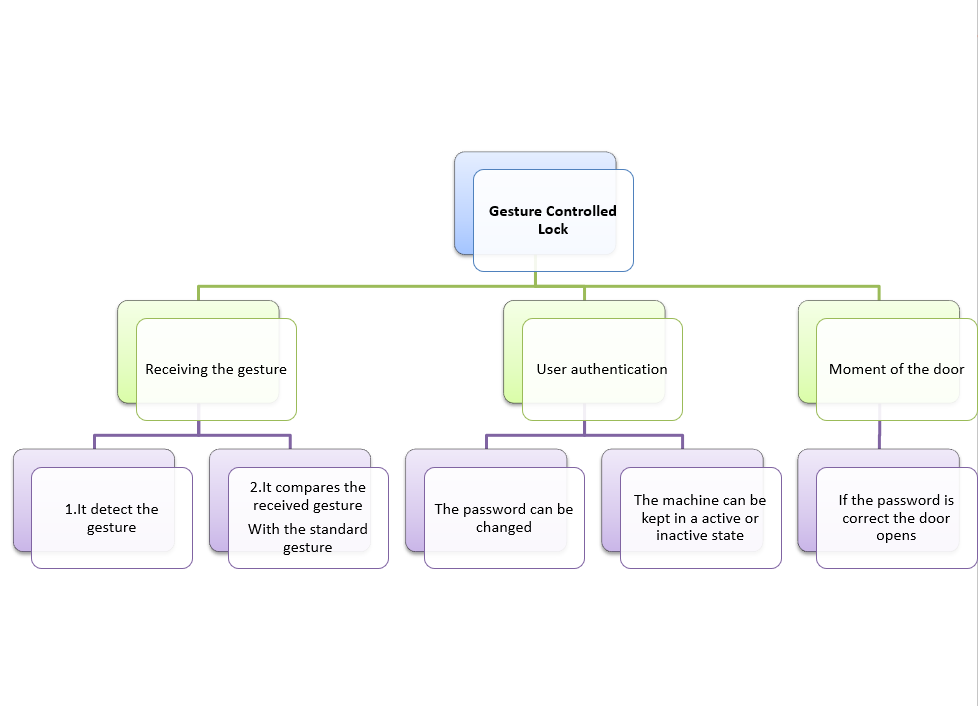 Gesture Controlled
Lock
Receiving the gesture
User authentication
Moment of the door
1.It detect the
gesture
2.It compares the
received gesture
With the standard
gesture
The password can be
changed
The machine can be
kept in a active or
inactive state
If the password is
correct the door
opens